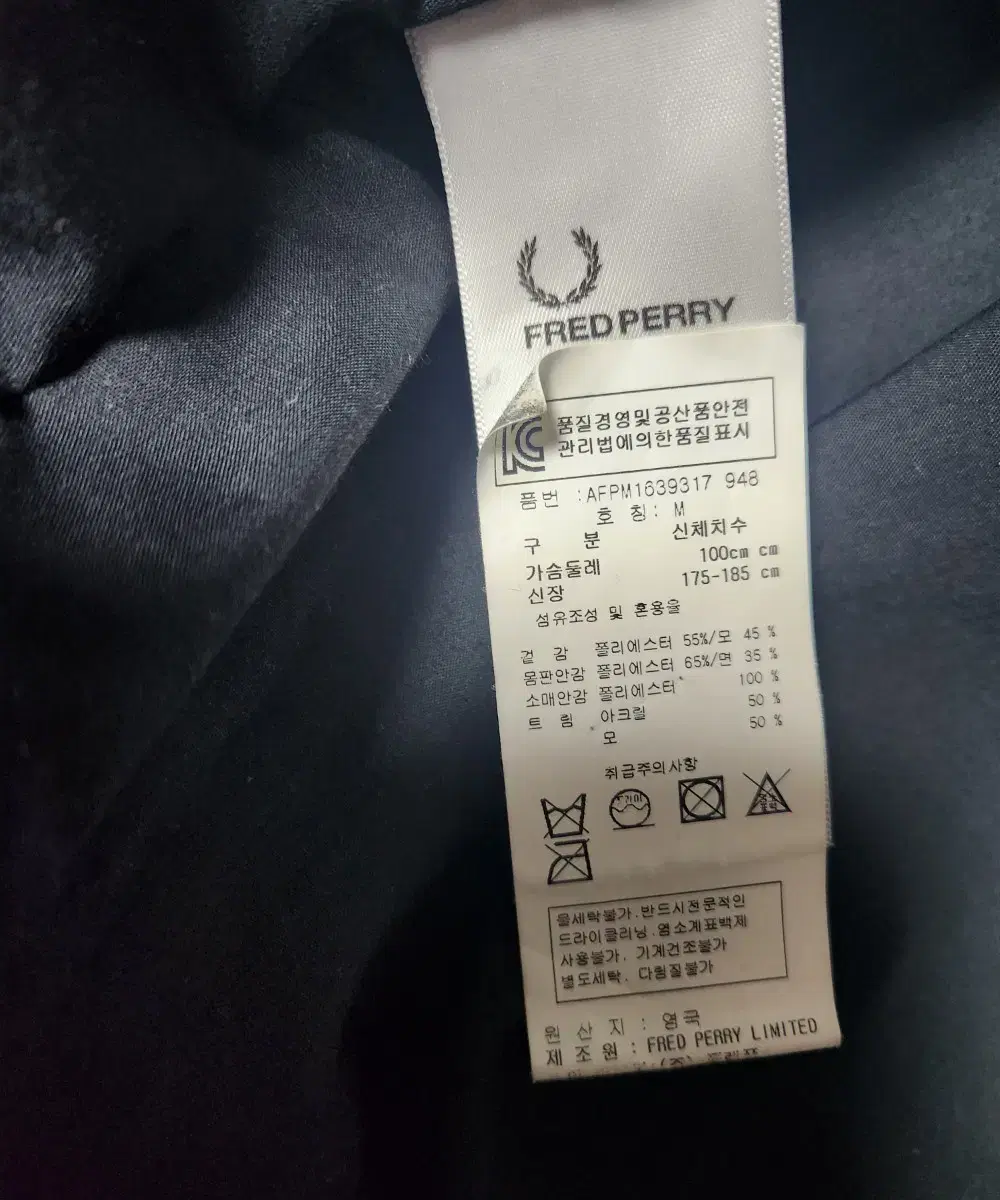 FRED PERRY
KC
품질경영및공산품안전
관리법에의한품질표시
품번 :AFPM1639317 948
호 칭: M
구 분 신체치수
가슴둘레 100cm cm
신장 175-185 cm
섬유조성 및 혼용율
겉 감 폴리에스터 55%/모 45 %
몸판안감 폴리에스터 65%/면 35 %
소매안감 폴리에스터 100 %
트 림 아크릴 50 %
모 50 %
취급주의사항
물세탁불가.반드시전문적인
드라이클리닝.염소계표백제
사용불가. 기계건조불가
별도세탁. 다림질불가
원 산 지 : 영국
제 조 원 : FRED PERRY LIMITED